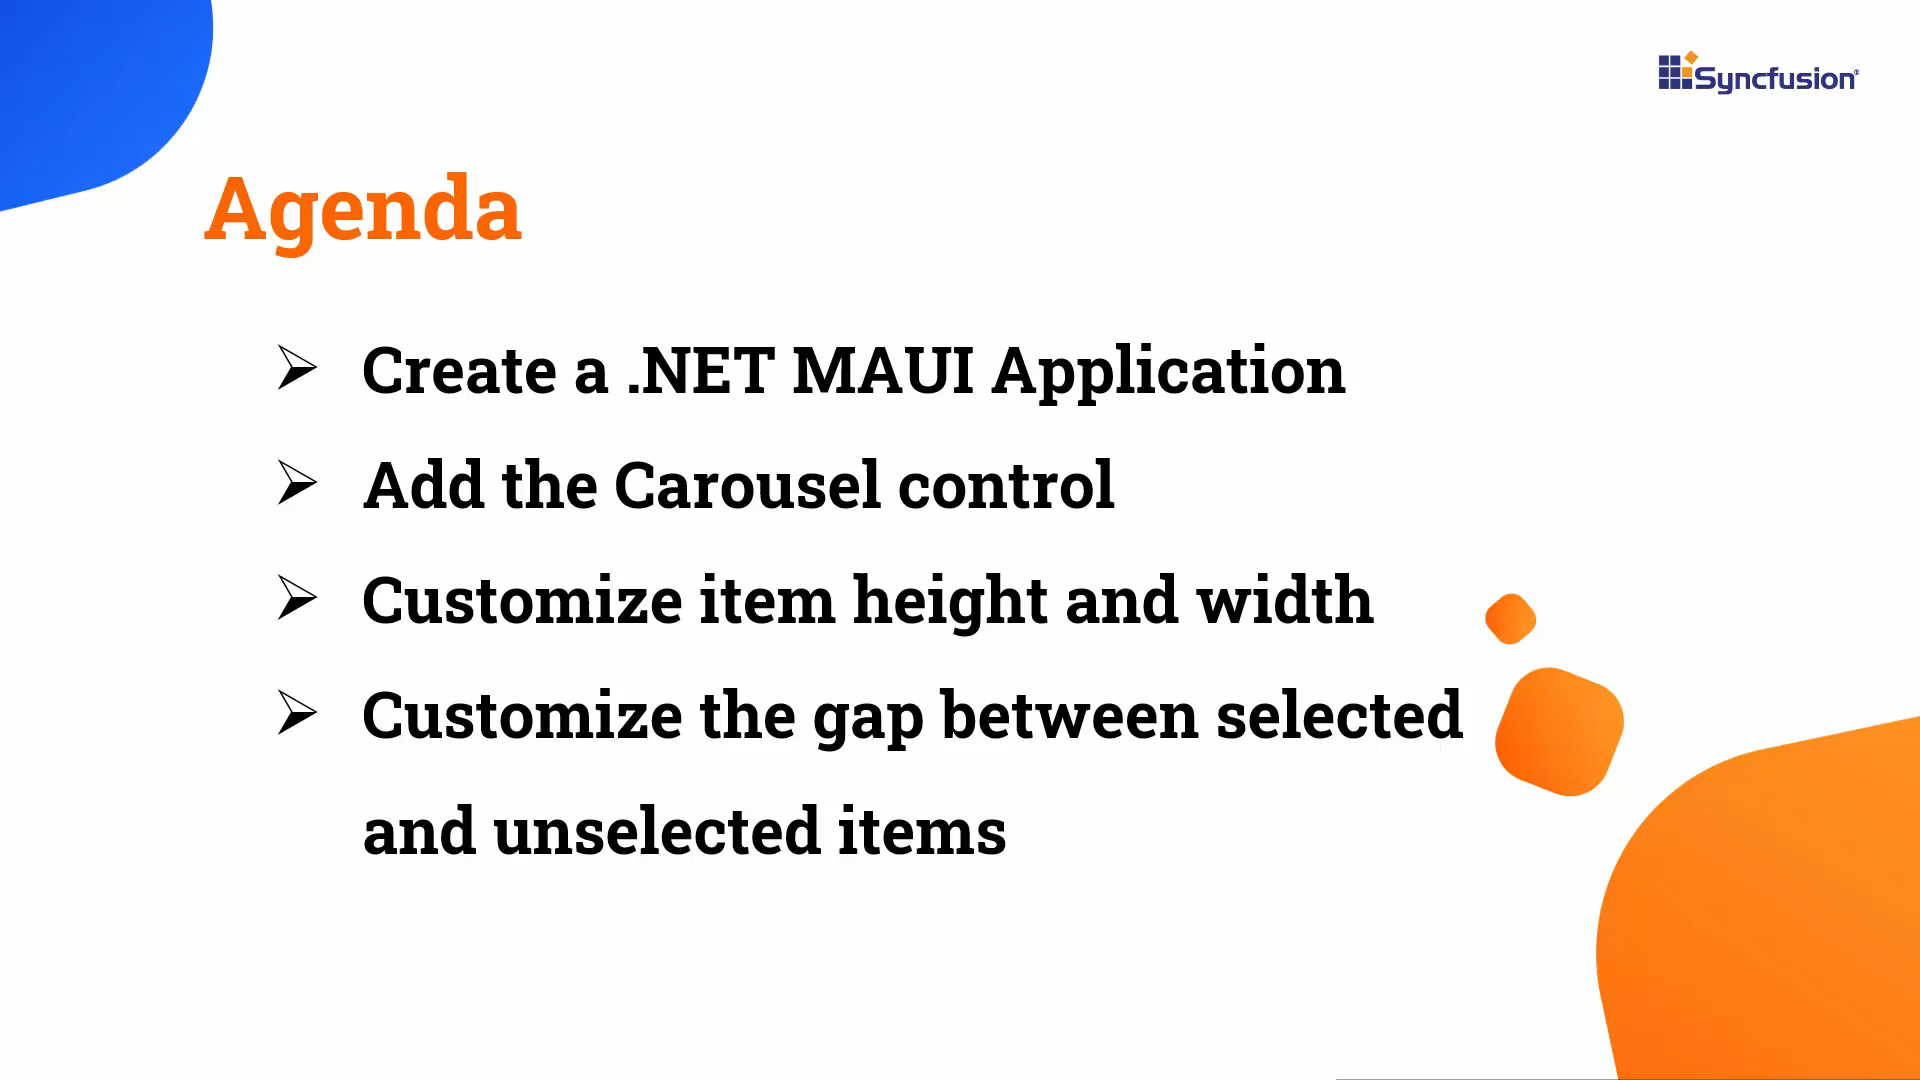 Syncfusion®
Agenda
➢ Create a .NET MAUI Application
➢ Add the Carousel control
➢ Customize item height and width
➢ Customize the gap between selected
and unselected items